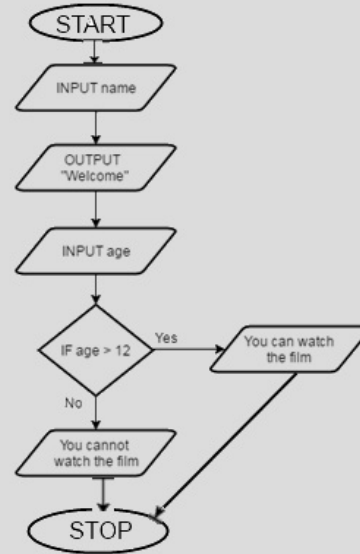 START
INPUT name
OUTPUT
"Welcome"
INPUT age
IF age > 12
Yes
You can watch
the film
No
You cannot
watch the film
STOP